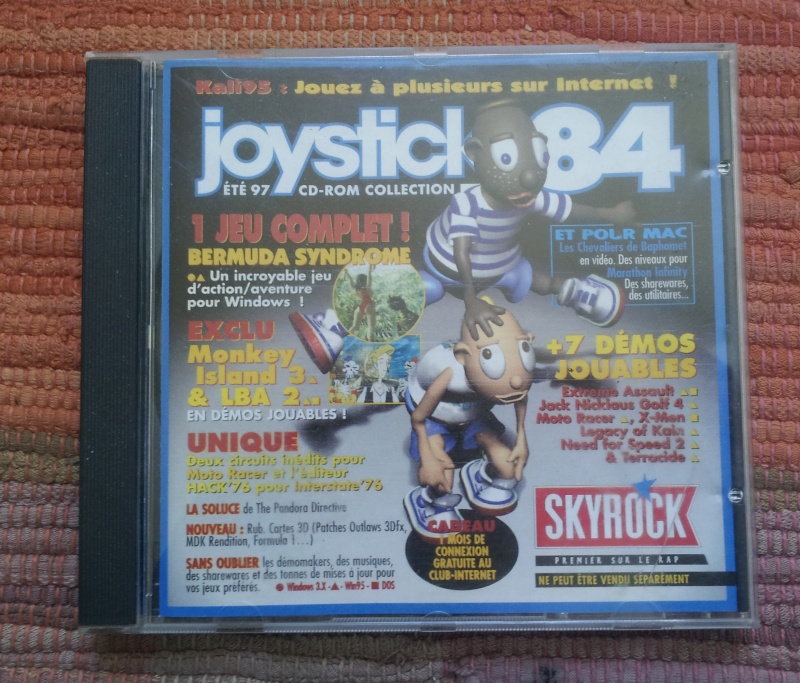 Kali95 : Jouez à plusieurs sur Internet !
joystick 84
ÉTÉ 97 CD-ROM COLLECTION
1 JEU COMPLET !
BERMUDA SYNDROME
●▲ Un incroyable jeu
d'action/aventure
pour Windows !
EXCLU
Monkey
Island 3▲
& LBA 2▲■
EN DÉMOS JOUABLES !
UNIQUE
Deux circuits inédits pour
Moto Racer et l'éditeur
HACK'76 pour Interstate'76
LA SOLUCE de The Pandora Directive
NOUVEAU : Rub. Cartes 3D (Patches Outlaws 3Dfx,
MDK Rendition, Formula 1...)
SANS OUBLIER les démomakers, des musiques,
des sharewares et des tonnes de mises à jour pour
vos jeux préférés. ● Windows 3.X - ▲ - Win95 - ■ DOS
ET POUR MAC
Les Chevaliers de Baphomet
en vidéo. Des niveaux pour
Marathon Infinity
Des sharewares,
des utilitaires...
+7 DÉMOS
JOUABLES
Extreme Assault ▲■
Jack Nicklaus Golf 4 ▲
Moto Racer ▲, X-Men ■
Legacy of Kain ▲
Need for Speed 2 ▲
& Terracide ▲
CADEAU
1 MOIS DE
CONNEXION
GRATUITE AU
CLUB-INTERNET
SKYROCK
PREMIER SUR LE RAP
NE PEUT ÊTRE VENDU SÉPARÉMENT